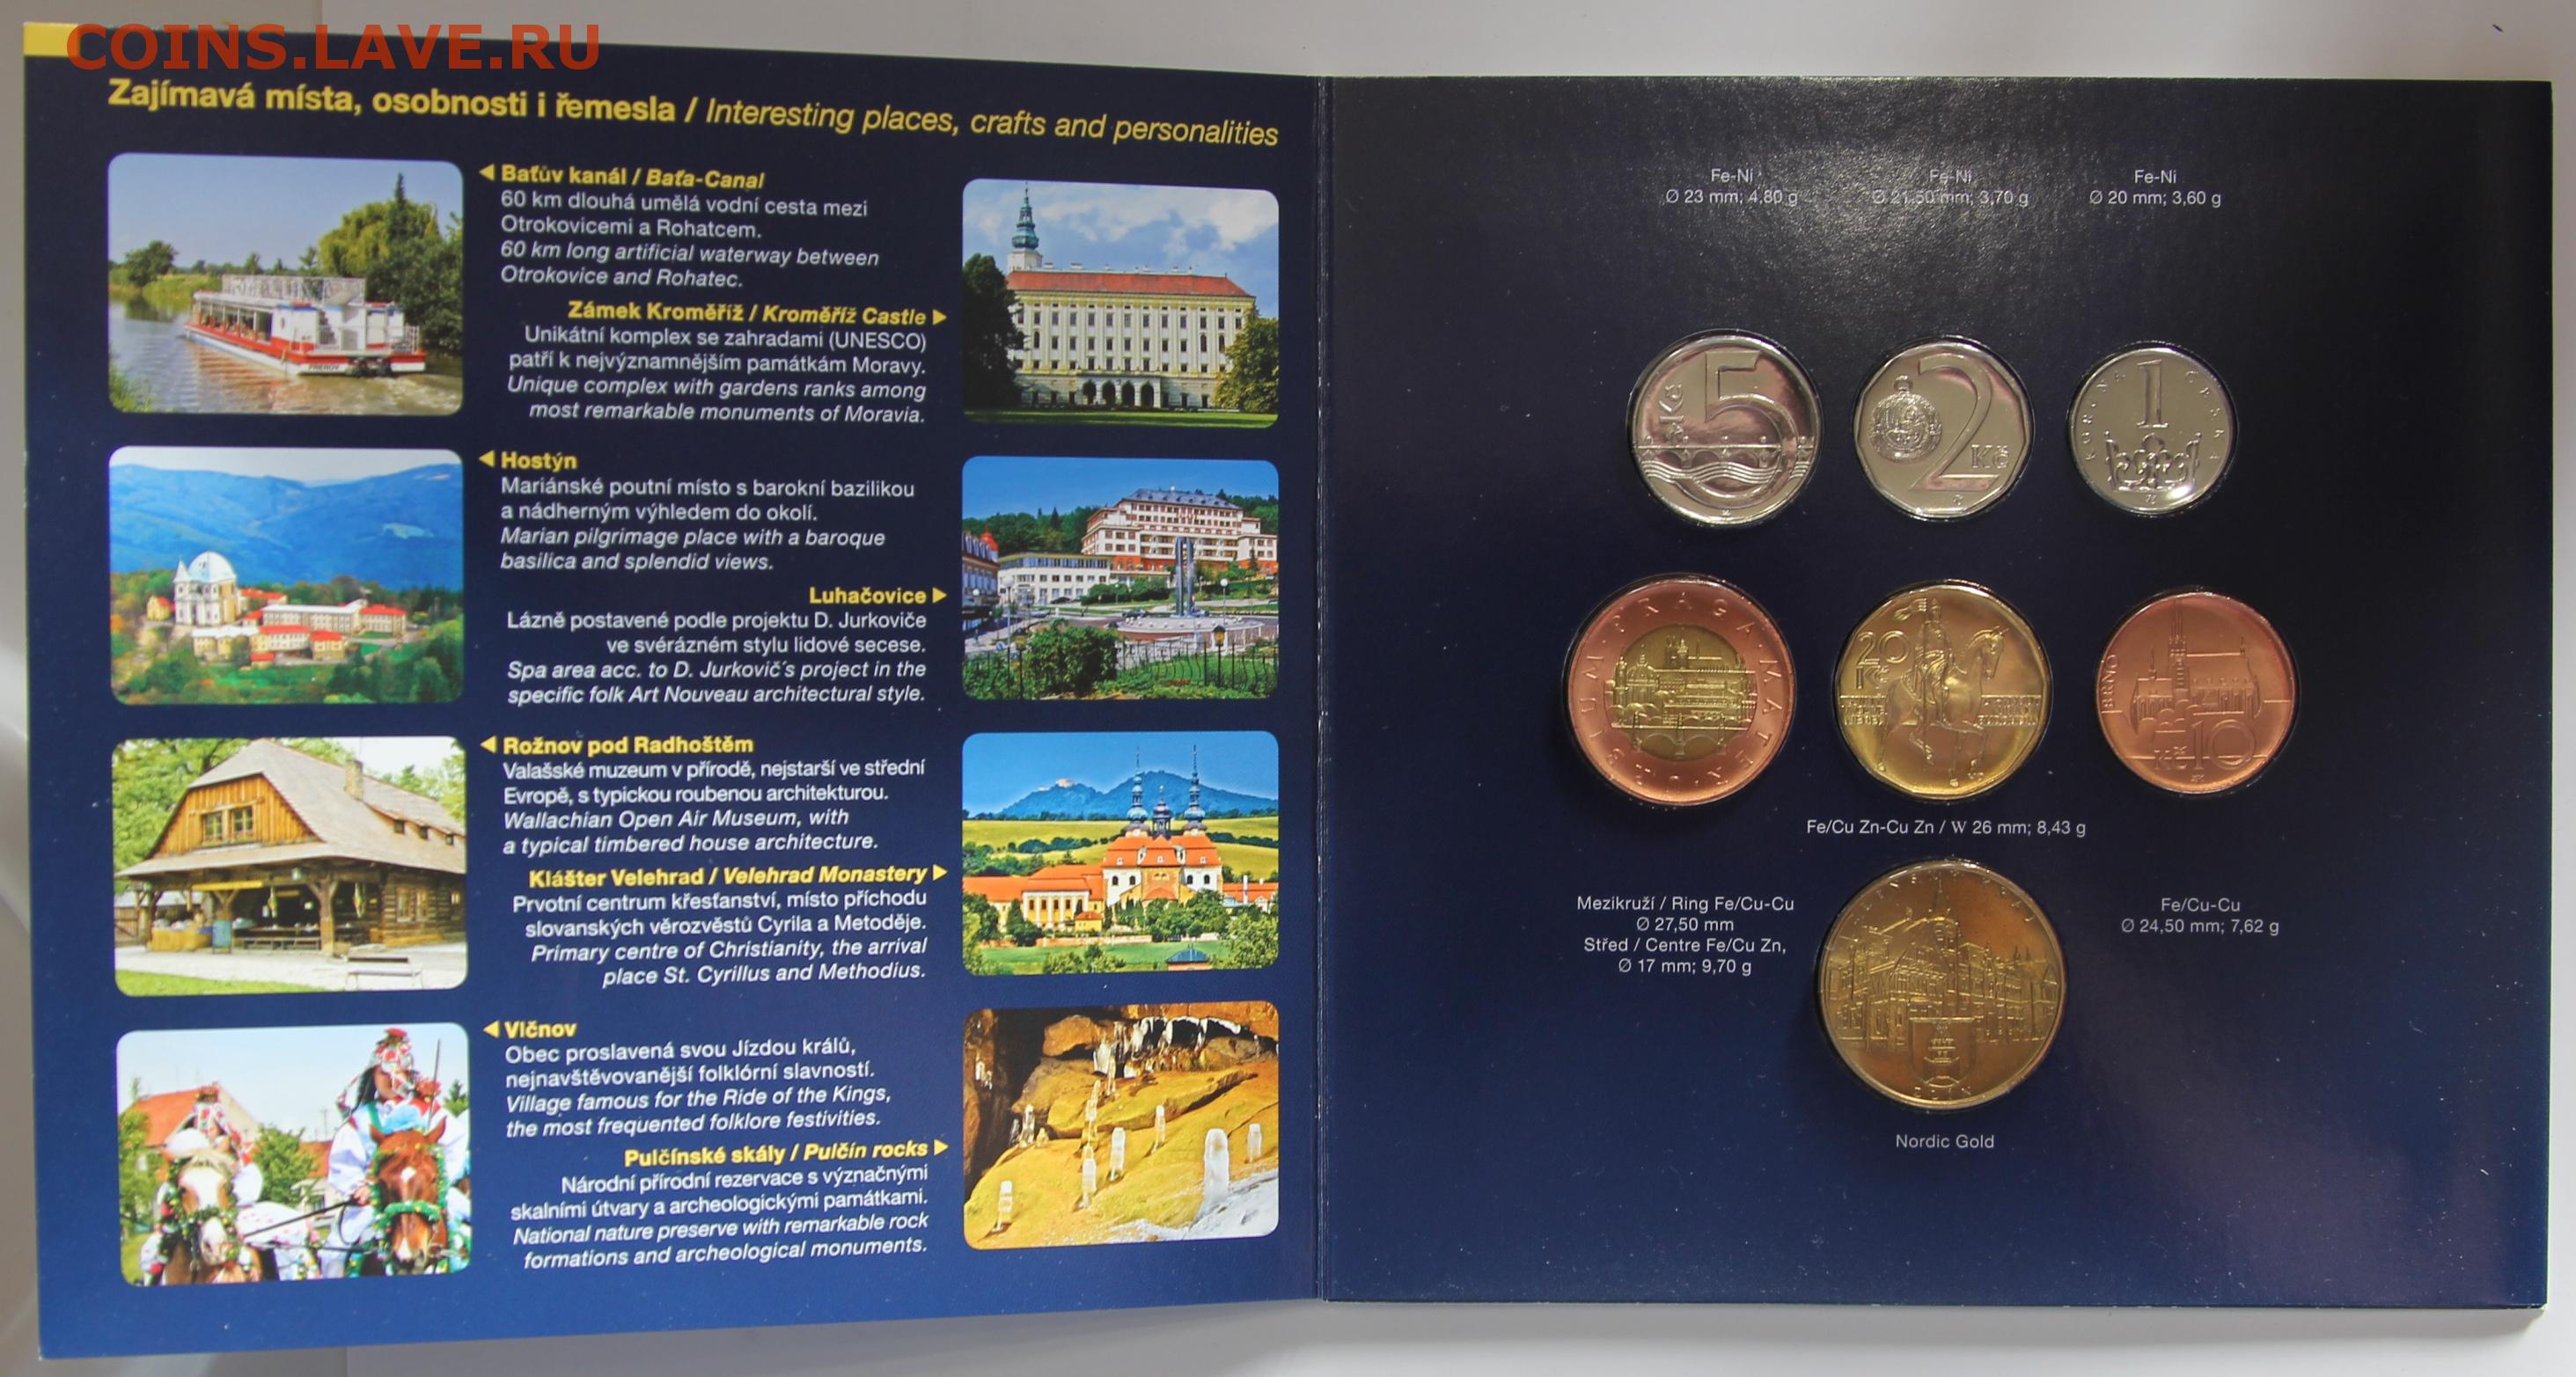 COINS.LAVE.RU
Zajímavá místa, osobnosti i řemesla / Interesting places, crafts and personalities
◀ Baťův kanál / Baťa-Canal
60 km dlouhá umělá vodní cesta mezi
Otrokovicemi a Rohatcem.
60 km long artificial waterway between
Otrokovice and Rohatec.
Zámek Kroměříž / Kroměříž Castle ▶
Unikátní komplex se zahradami (UNESCO)
patří k nejvýznamnějším památkám Moravy.
Unique complex with gardens ranks among
most remarkable monuments of Moravia.
◀ Hostýn
Mariánské poutní místo s barokní bazilikou
a nádherným výhledem do okolí.
Marian pilgrimage place with a baroque
basilica and splendid views.
Luhačovice ▶
Lázně postavené podle projektu D. Jurkoviče
ve svérázném stylu lidové secese.
Spa area acc. to D. Jurkovič´s project in the
specific folk Art Nouveau architectural style.
◀ Rožnov pod Radhoštěm
Valašské muzeum v přírodě, nejstarší ve střední
Evropě, s typickou roubenou architekturou.
Wallachian Open Air Museum, with
a typical timbered house architecture.
Klášter Velehrad / Velehrad Monastery ▶
Prvotní centrum křesťanství, místo příchodu
slovanských věrozvěstů Cyrila a Metoděje.
Primary centre of Christianity, the arrival
place St. Cyrillus and Methodius.
◀ Vlčnov
Obec proslavená svou Jízdou králů,
nejnavštěvovanější folklórní slavností.
Village famous for the Ride of the Kings,
the most frequented folklore festivities.
Pulčínské skály / Pulčín rocks ▶
Národní přírodní rezervace s význačnými
skalními útvary a archeologickými památkami.
National nature preserve with remarkable rock
formations and archeological monuments.
Fe-Ni
Ø 23 mm; 4,80 g
Fe-Ni
Ø 21,50 mm; 3,70 g
Fe-Ni
Ø 20 mm; 3,60 g
5 Kč
2 Kč
1 KORUNA ČESKÁ
PRAGA MATER URBIUM
20 Kč
BRNO 10 Kč
Fe/Cu Zn-Cu Zn / W 26 mm; 8,43 g
Mezikruží / Ring Fe/Cu-Cu
Ø 27,50 mm
Střed / Centre Fe/Cu Zn,
Ø 17 mm; 9,70 g
Fe/Cu-Cu
Ø 24,50 mm; 7,62 g
ZLÍN
Nordic Gold